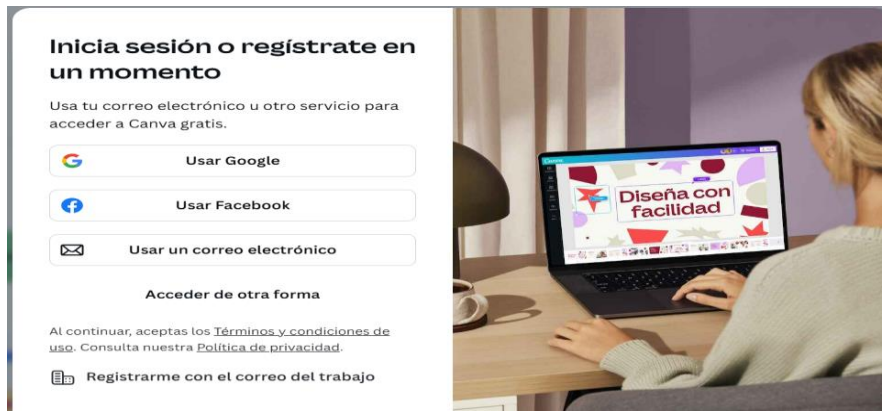 Inicia sesión o regístrate en
un momento
Usa tu correo electrónico u otro servicio para
acceder a Canva gratis.
Usar Google
Usar Facebook
Usar un correo electrónico
Acceder de otra forma
Al continuar, aceptas los Términos y condiciones de
uso. Consulta nuestra Política de privacidad.
Registrarme con el correo del trabajo
Canva
Diseña con
facilidad